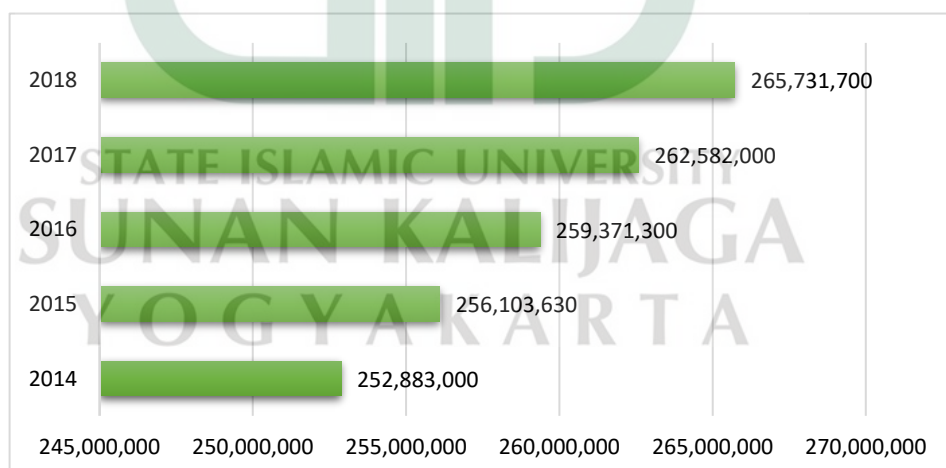 2018 265,731,700
2017 262,582,000
STATE ISLAMIC UNIVERSITY
2016 259,371,300
SUNAN KALIJAGA
2015 256,103,630
YOGYAKARTA
2014 252,883,000
245,000,000 250,000,000 255,000,000 260,000,000 265,000,000 270,000,000